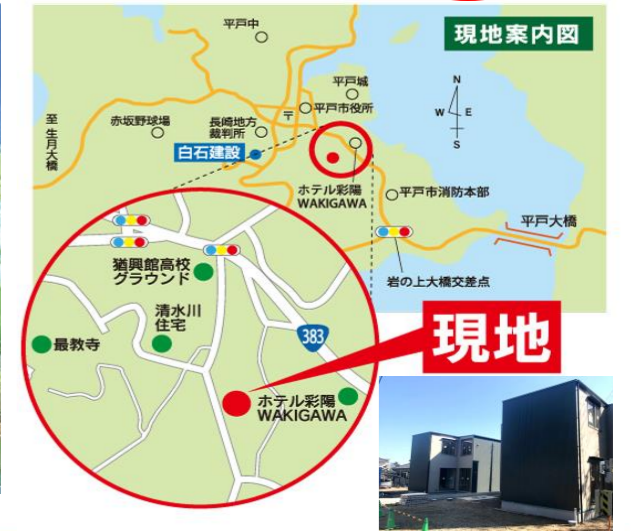 現地案内図
平戸中
平戸城
平戸市役所
〒
赤坂野球場
長崎地方
裁判所
白石建設
至生月大橋
N
W E
S
ホテル彩陽
WAKIGAWA
平戸市消防本部
平戸大橋
岩の上大橋交差点
猶興館高校
グラウンド
清水川
住宅
最教寺
383
現地
ホテル彩陽
WAKIGAWA